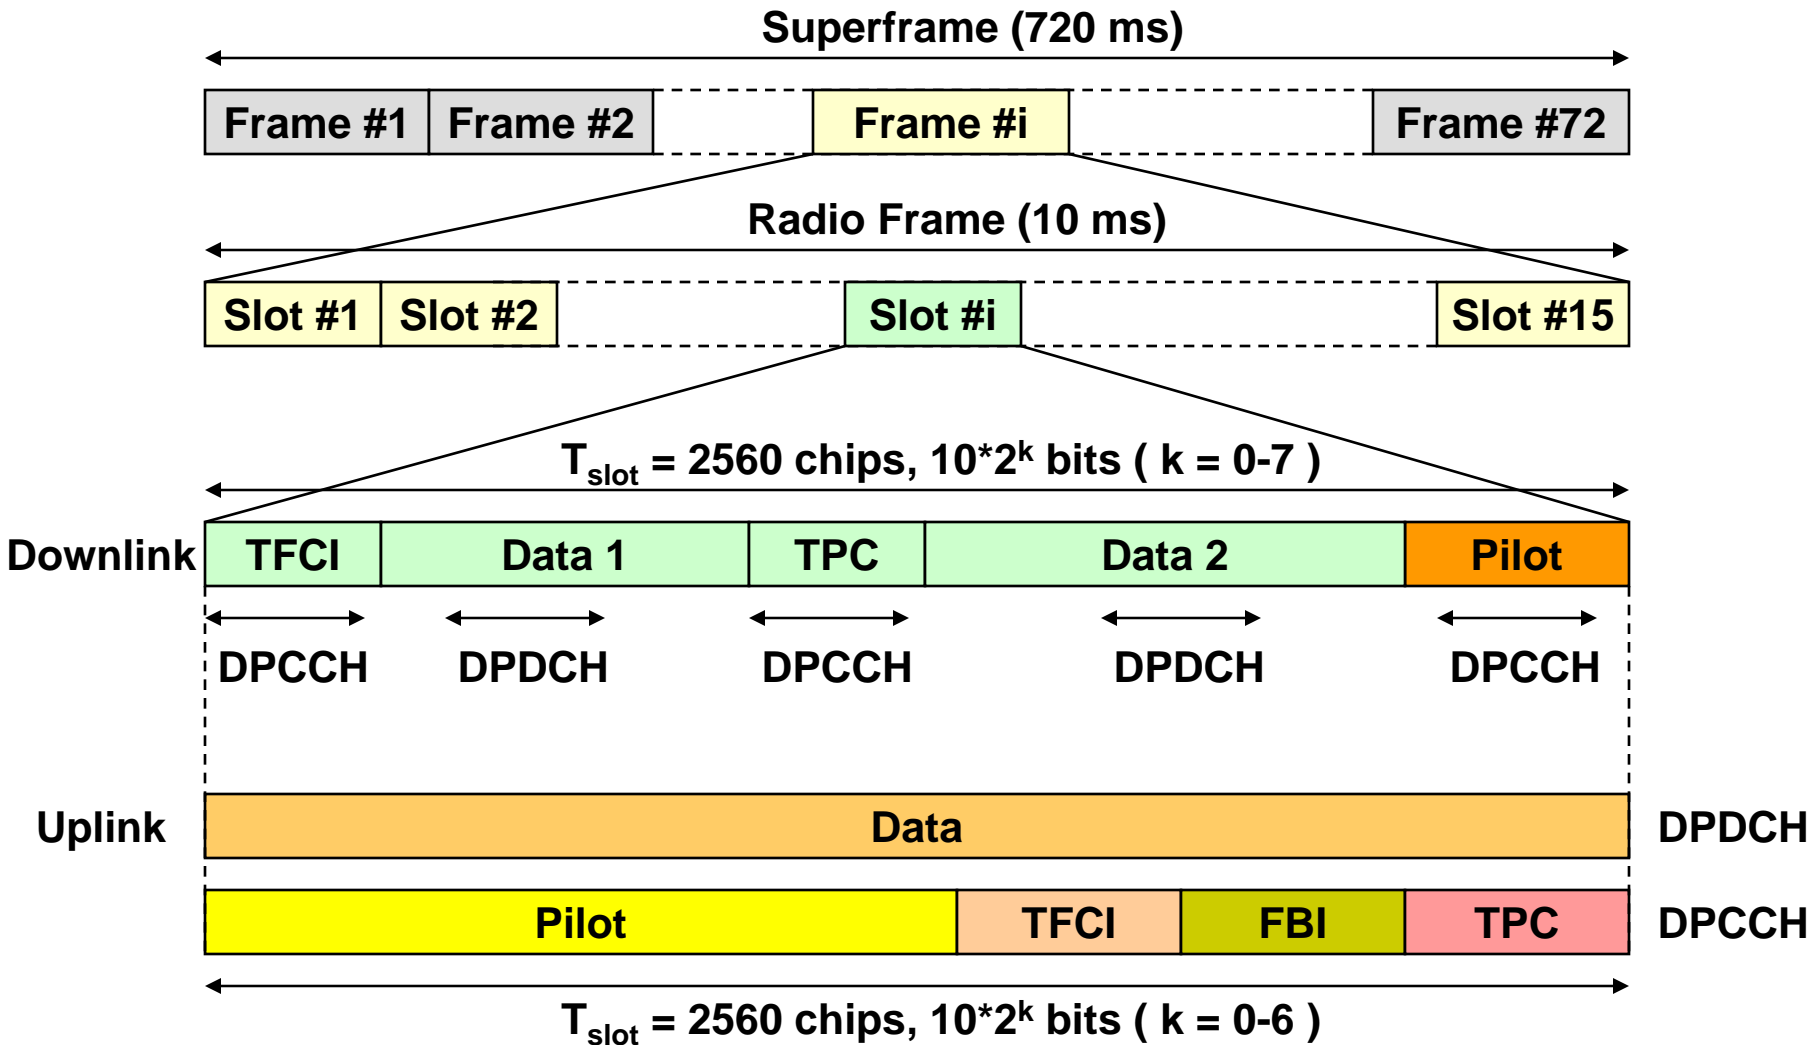 Superframe (720 ms)
Frame #1 Frame #2 Frame #i Frame #72
Radio Frame (10 ms)
Slot #1 Slot #2 Slot #i Slot #15
Tslot = 2560 chips, 10*2k bits ( k = 0-7 )
Downlink TFCI Data 1 TPC Data 2 Pilot
DPCCH DPDCH DPCCH DPDCH DPCCH
Uplink Data DPDCH
Pilot TFCI FBI TPC DPCCH
Tslot = 2560 chips, 10*2k bits ( k = 0-6 )